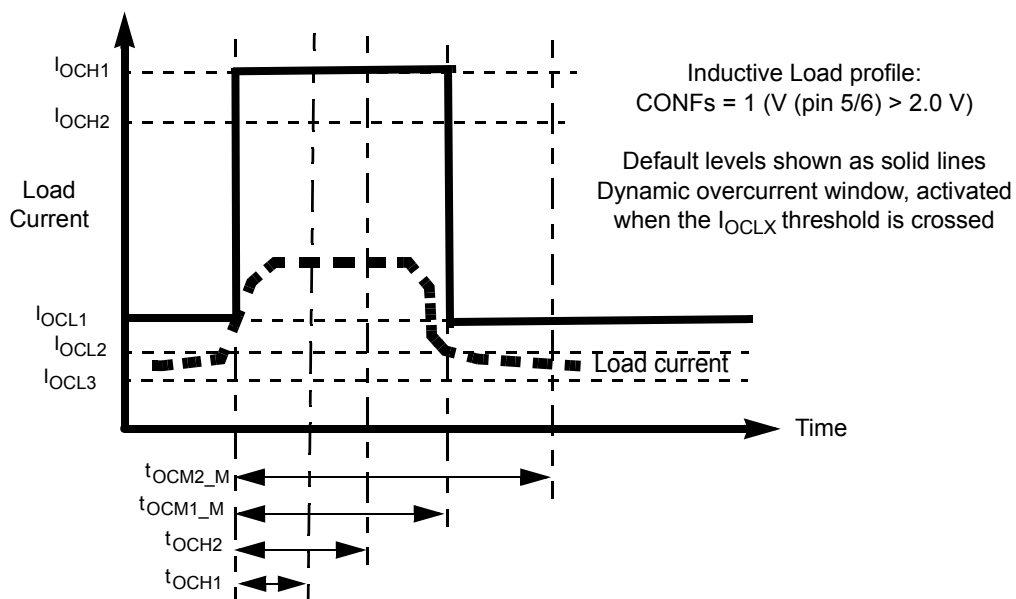 I_OCH1
I_OCH2
Load
Current
I_OCL1
I_OCL2
I_OCL3
Inductive Load profile:
CONFs = 1 (V (pin 5/6) > 2.0 V)
Default levels shown as solid lines
Dynamic overcurrent window, activated
when the I_OCLX threshold is crossed
Load current
Time
t_OCM2_M
t_OCM1_M
t_OCH2
t_OCH1